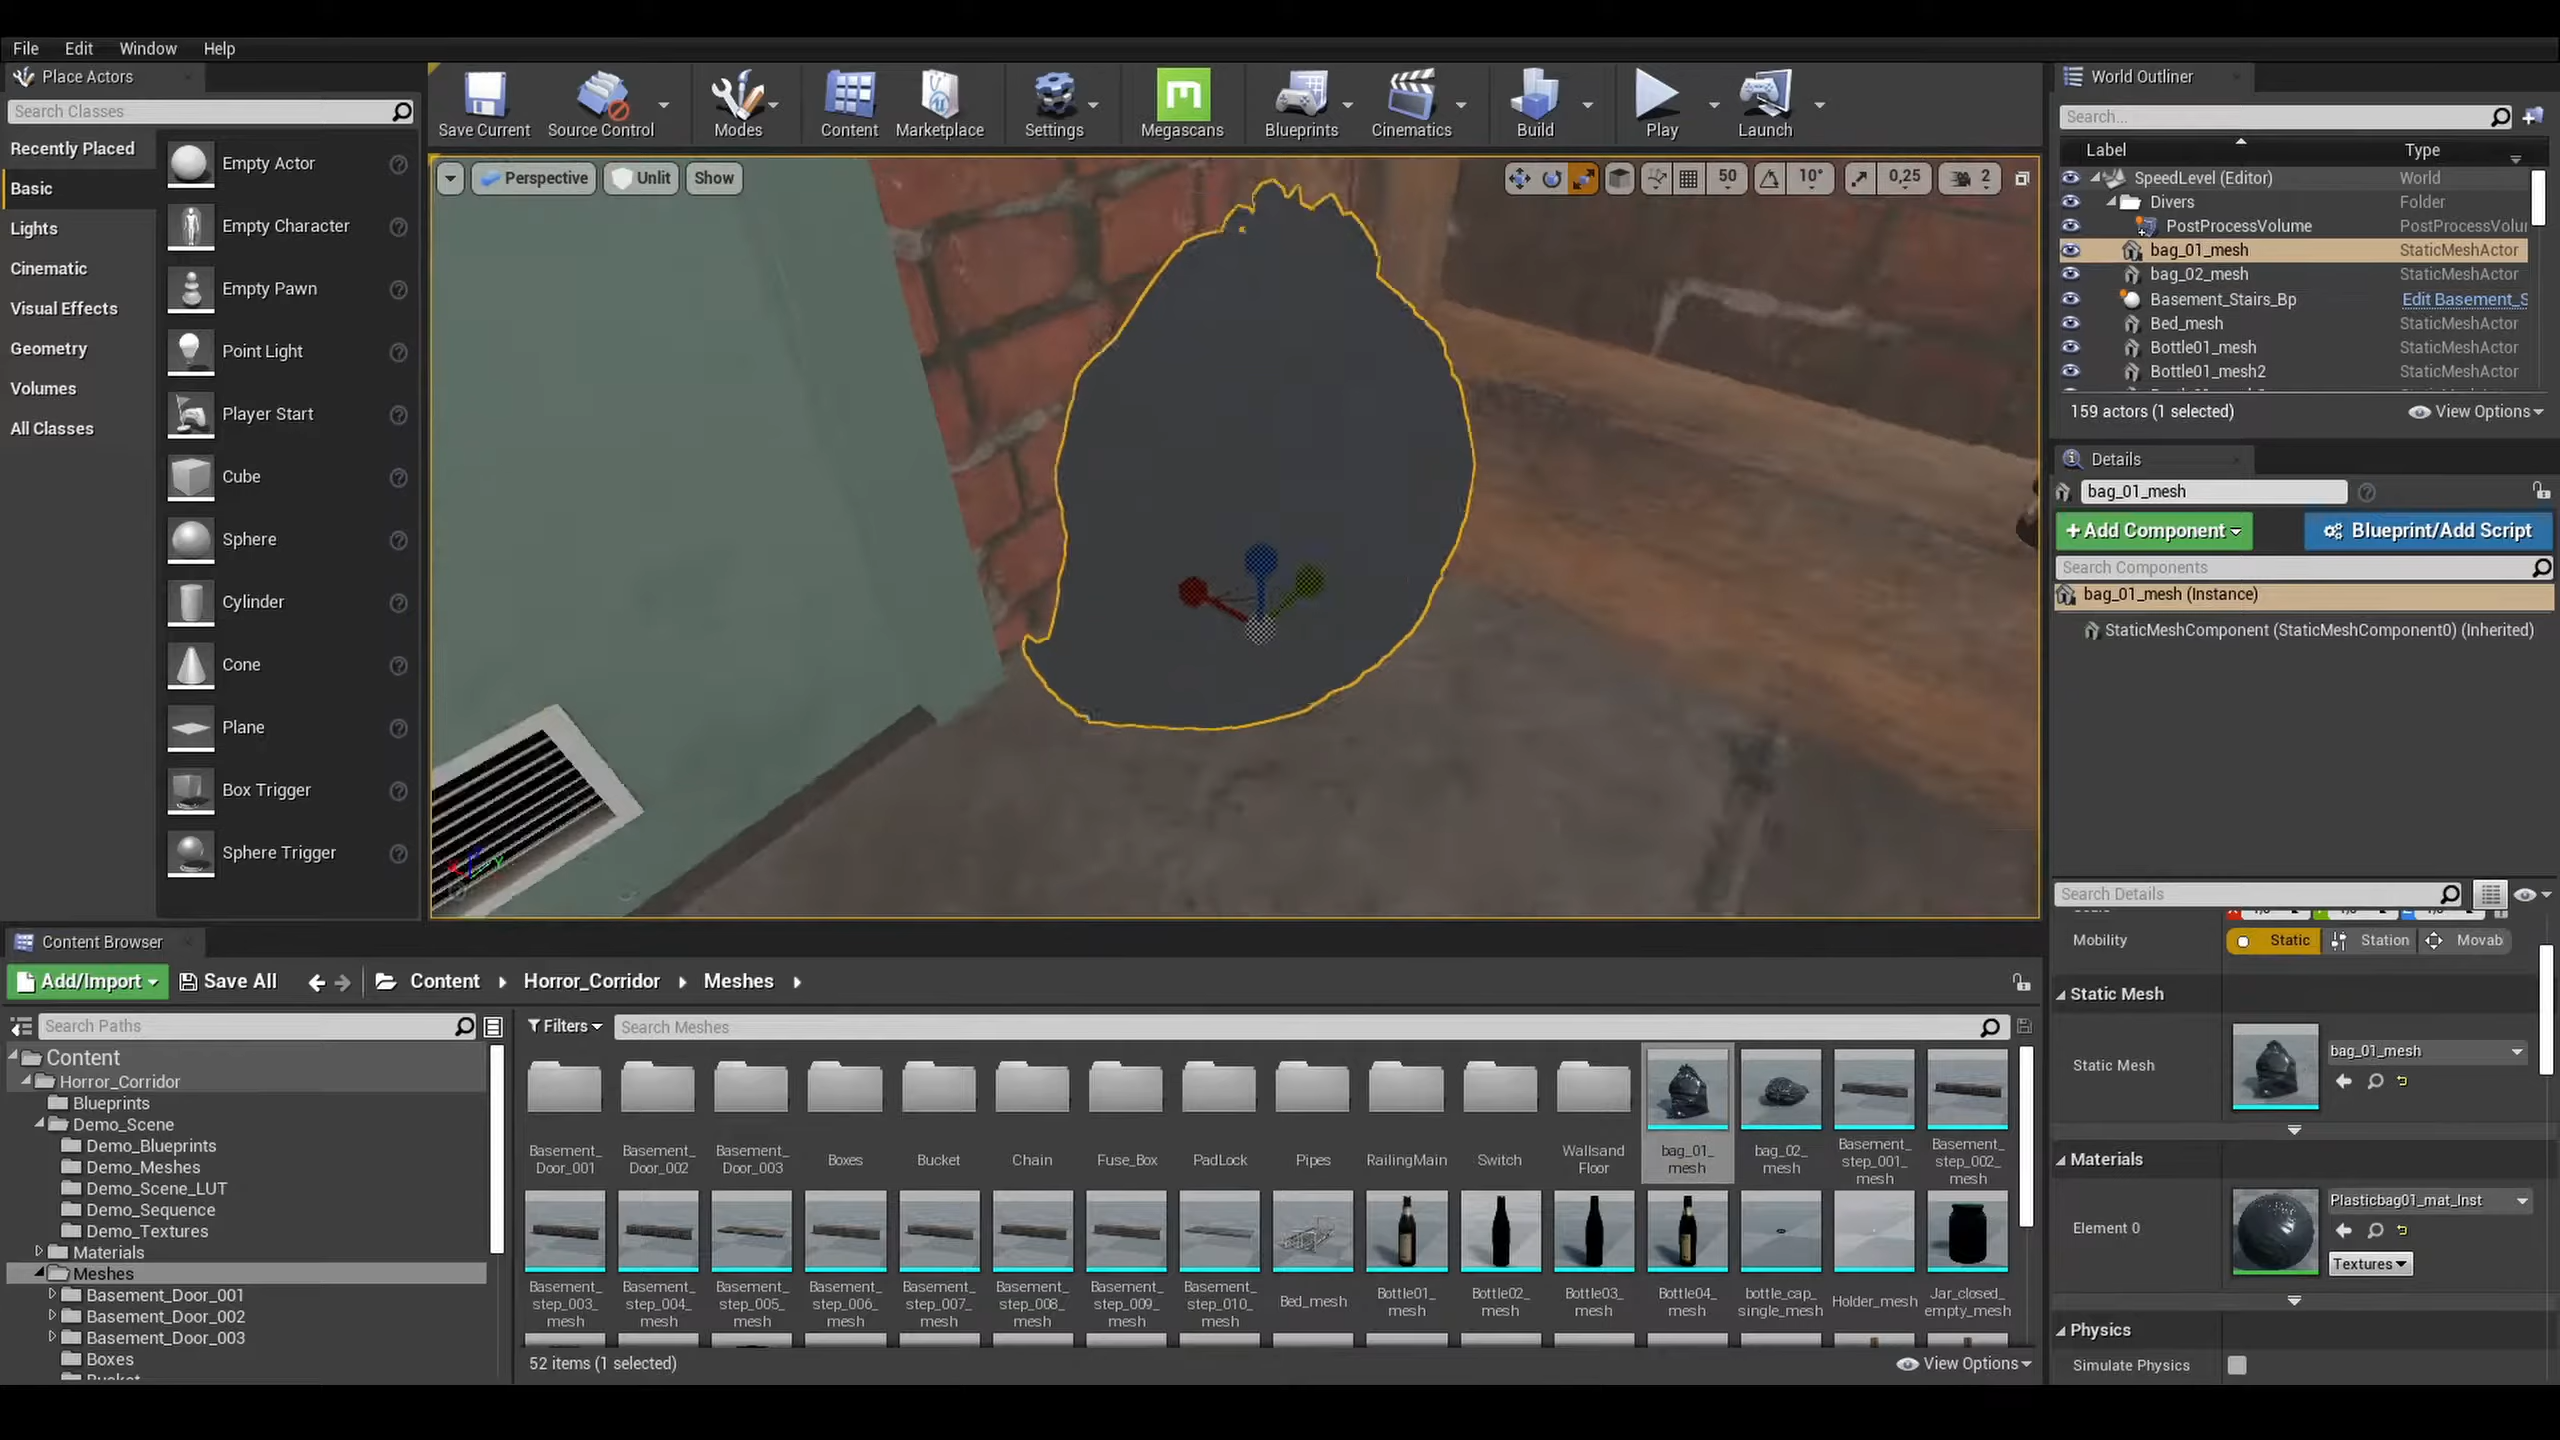 File Edit Window Help
Place Actors
Search Classes
Recently Placed
Basic
Lights
Cinematic
Visual Effects
Geometry
Volumes
All Classes
Empty Actor
Empty Character
Empty Pawn
Point Light
Player Start
Cube
Sphere
Cylinder
Cone
Plane
Box Trigger
Sphere Trigger
Save Current Source Control Modes Content Marketplace Settings Megascans Blueprints Cinematics Build Play Launch
Perspective Unlit Show
50 10° 0,25 2
World Outliner
Search...
Label Type
SpeedLevel (Editor) World
Divers Folder
PostProcessVolume PostProcessVolu
bag_01_mesh StaticMeshActor
bag_02_mesh StaticMeshActor
Basement_Stairs_Bp Edit Basement_S
Bed_mesh StaticMeshActor
Bottle01_mesh StaticMeshActor
Bottle01_mesh2 StaticMeshActor
159 actors (1 selected) View Options
Details
bag_01_mesh
+Add Component Blueprint/Add Script
Search Components
bag_01_mesh (Instance)
StaticMeshComponent (StaticMeshComponent0) (Inherited)
Search Details
Mobility Static Station Movab
Static Mesh
Static Mesh bag_01_mesh
Materials
Element 0 Plasticbag01_mat_Inst
Textures
Physics
Simulate Physics
Content Browser
Add/Import Save All Content Horror_Corridor Meshes
Search Paths
Content
Horror_Corridor
Blueprints
Demo_Scene
Demo_Blueprints
Demo_Meshes
Demo_Scene_LUT
Demo_Sequence
Demo_Textures
Materials
Meshes
Basement_Door_001
Basement_Door_002
Basement_Door_003
Boxes
Filters Search Meshes
Basement_ Door_001
Basement_ Door_002
Basement_ Door_003
Boxes
Bucket
Chain
Fuse_Box
PadLock
Pipes
RailingMain
Switch
Wallsand Floor
bag_01_ mesh
bag_02_ mesh
Basement_ step_001_ mesh
Basement_ step_002_ mesh
Basement_ step_003_ mesh
Basement_ step_004_ mesh
Basement_ step_005_ mesh
Basement_ step_006_ mesh
Basement_ step_007_ mesh
Basement_ step_008_ mesh
Basement_ step_009_ mesh
Basement_ step_010_ mesh
Bed_mesh
Bottle01_ mesh
Bottle02_ mesh
Bottle03_ mesh
Bottle04_ mesh
bottle_cap_ single_mesh
Holder_mesh
Jar_closed_ empty_mesh
52 items (1 selected) View Options